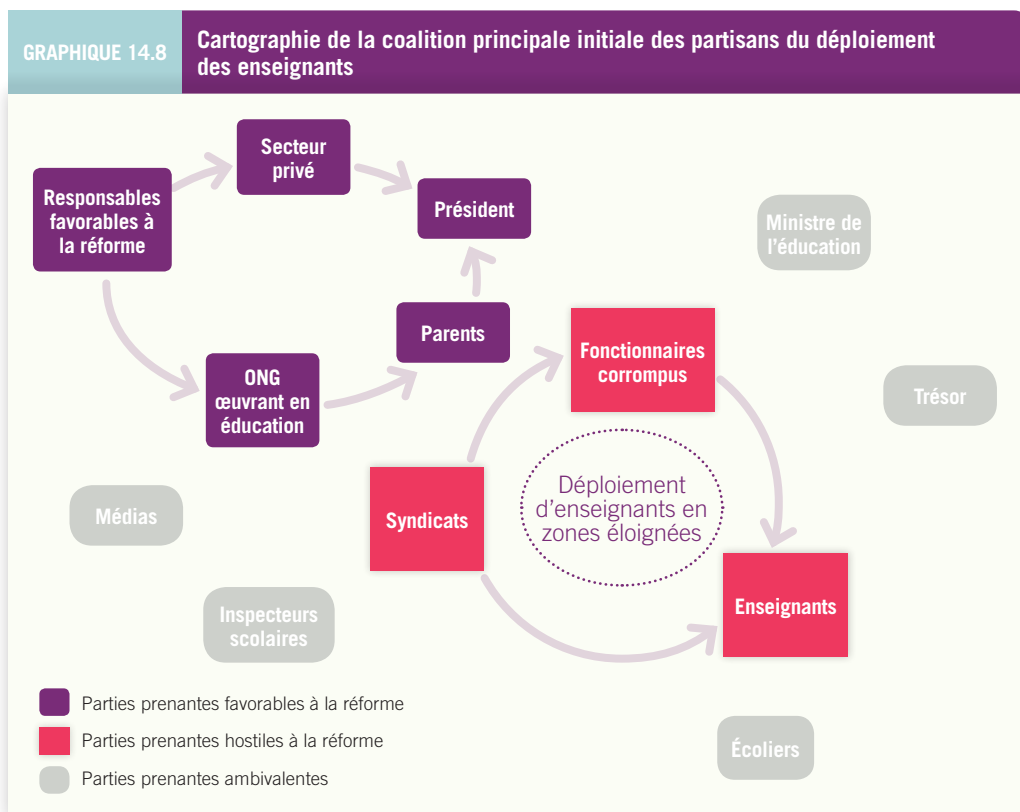 GRAPHIQUE 14.8
Cartographie de la coalition principale initiale des partisans du déploiement
des enseignants
Secteur
privé
Responsables
favorables à
la réforme
Président
Ministre de
l'éducation
Parents
Fonctionnaires
corrompus
ONG
œuvrant en
éducation
Trésor
Médias
Syndicats
Déploiement
d'enseignants en
zones éloignées
Enseignants
Inspecteurs
scolaires
Parties prenantes favorables à la réforme
Parties prenantes hostiles à la réforme
Parties prenantes ambivalentes
Écoliers